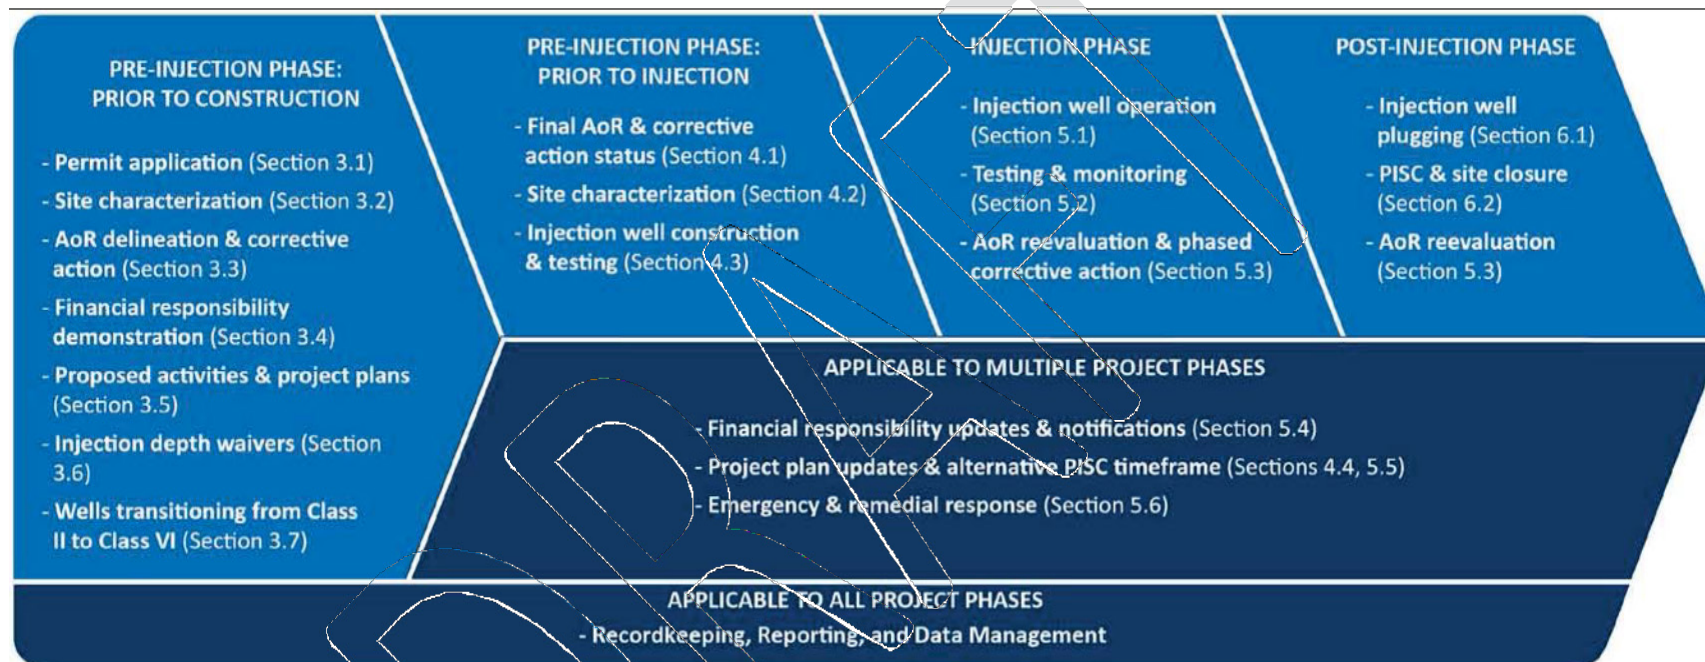 PRE-INJECTION PHASE:
PRIOR TO CONSTRUCTION
- Permit application (Section 3.1)
- Site characterization (Section 3.2)
- AoR delineation & corrective
action (Section 3.3)
- Financial responsibility
demonstration (Section 3.4)
- Proposed activities & project plans
(Section 3.5)
- Injection depth waivers (Section
3.6)
- Wells transitioning from Class
II to Class VI (Section 3.7)
PRE-INJECTION PHASE:
PRIOR TO INJECTION
- Final AoR & corrective
action status (Section 4.1)
- Site characterization (Section 4.2)
- Injection well construction
& testing (Section 4.3)
INJECTION PHASE
- Injection well operation
(Section 5.1)
- Testing & monitoring
(Section 5.2)
- AoR reevaluation & phased
corrective action (Section 5.3)
POST-INJECTION PHASE
- Injection well
plugging (Section 6.1)
- PISC & site closure
(Section 6.2)
- AoR reevaluation
(Section 5.3)
APPLICABLE TO MULTIPLE PROJECT PHASES
- Financial responsibility updates & notifications (Section 5.4)
- Project plan updates & alternative PISC timeframe (Sections 4.4, 5.5)
- Emergency & remedial response (Section 5.6)
APPLICABLE TO ALL PROJECT PHASES
- Recordkeeping, Reporting, and Data Management
DRAFT